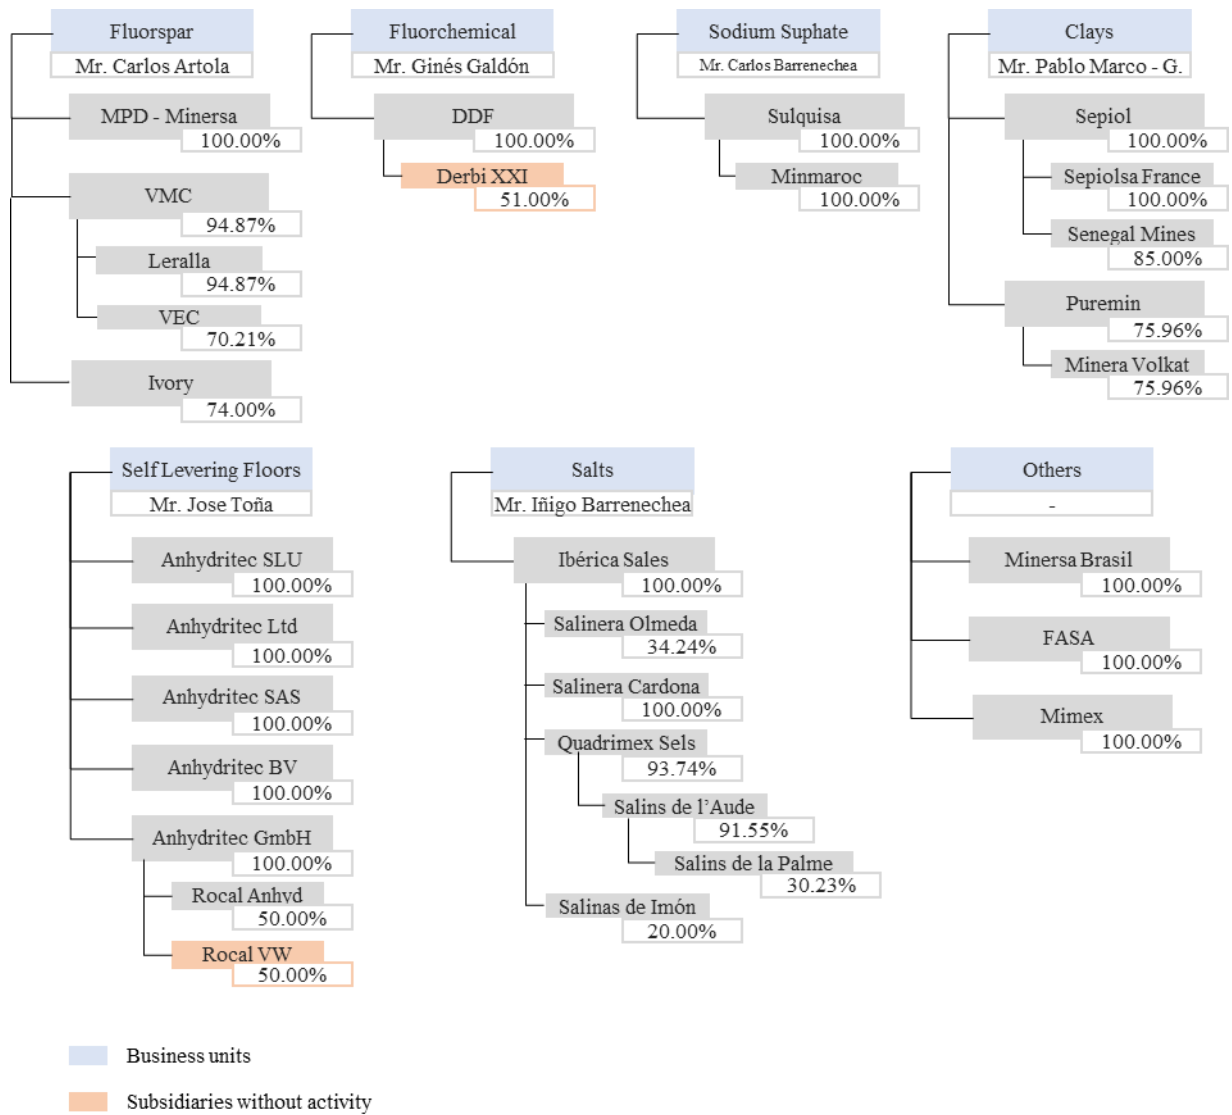 Fluorspar
Mr. Carlos Artola
MPD - Minersa
100.00%
VMC
94.87%
Leralla
94.87%
VEC
70.21%
Ivory
74.00%
Fluorchemical
Mr. Ginés Galdón
DDF
100.00%
Derbi XXI
51.00%
Sodium Suphate
Mr. Carlos Barrenechea
Sulquisa
100.00%
Minmaroc
100.00%
Clays
Mr. Pablo Marco - G.
Sepiol
100.00%
Sepiolsa France
100.00%
Senegal Mines
85.00%
Puremin
75.96%
Minera Volkat
75.96%
Self Levering Floors
Mr. Jose Toña
Anhydritec SLU
100.00%
Anhydritec Ltd
100.00%
Anhydritec SAS
100.00%
Anhydritec BV
100.00%
Anhydritec GmbH
100.00%
Rocal Anhyd
50.00%
Rocal VW
50.00%
Salts
Mr. Iñigo Barrenechea
Ibérica Sales
100.00%
Salinera Olmeda
34.24%
Salinera Cardona
100.00%
Quadrimex Sels
93.74%
Salins de l’Aude
91.55%
Salins de la Palme
30.23%
Salinas de Imón
20.00%
Others
-
Minersa Brasil
100.00%
FASA
100.00%
Mimex
100.00%
Business units
Subsidiaries without activity